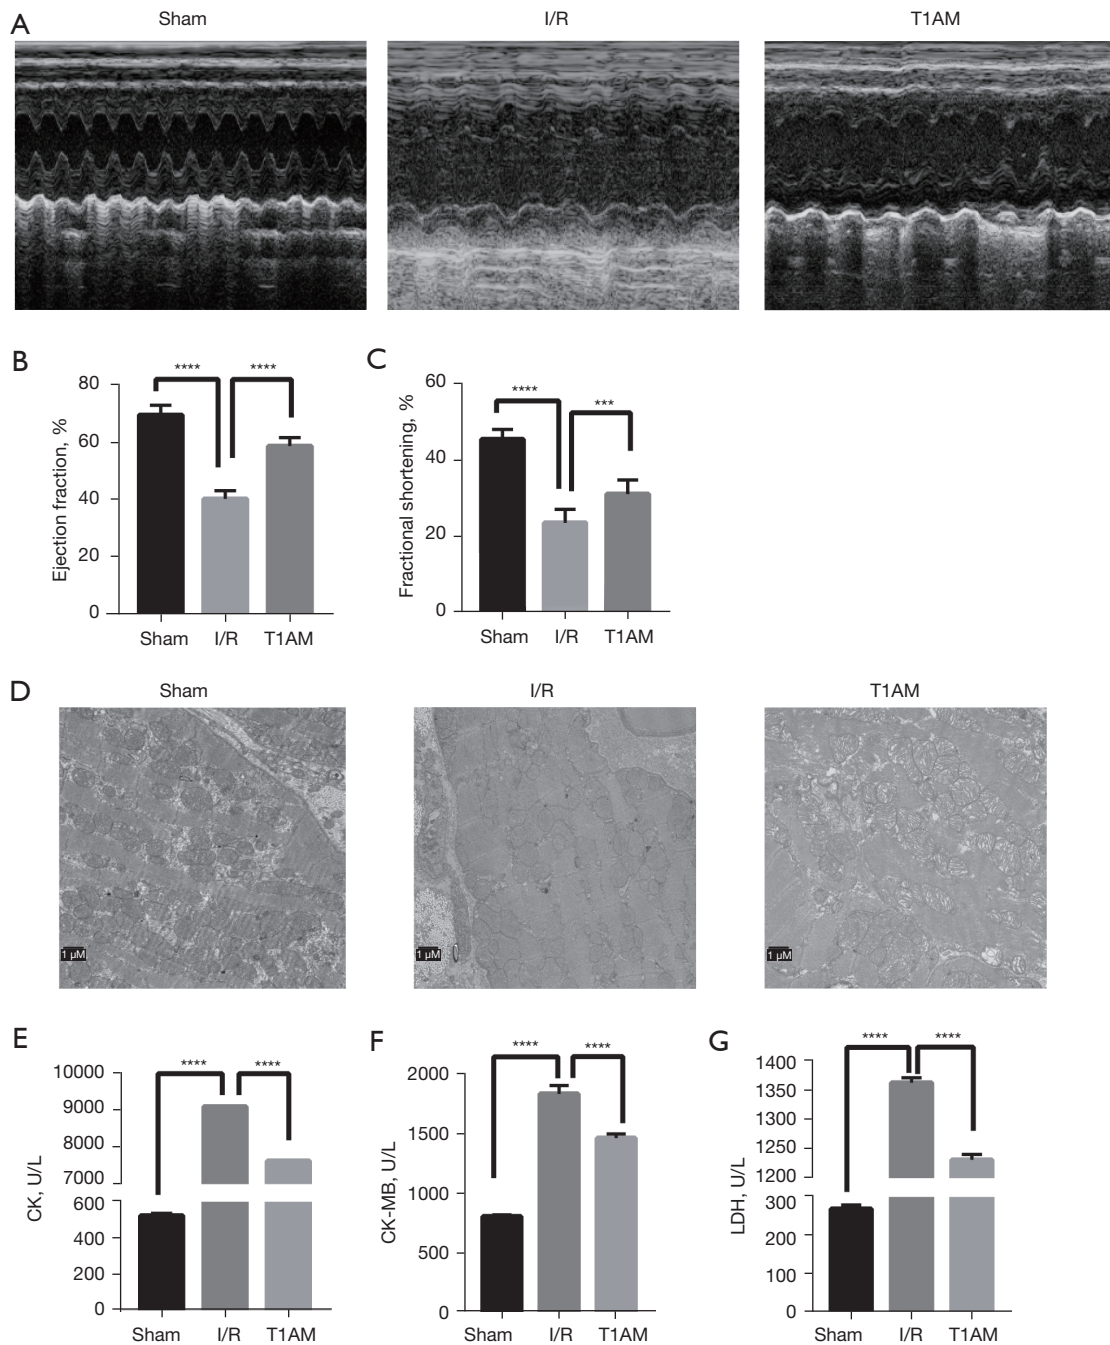 A
Sham
I/R
T1AM
B
Ejection fraction, %
80
60
40
20
0
****
****
Sham
I/R
T1AM
C
Fractional shortening, %
60
40
20
0
****
***
Sham
I/R
T1AM
D
Sham
I/R
T1AM
1 μM
1 μM
1 μM
E
CK, U/L
10000
9000
8000
7000
600
400
200
0
****
****
Sham
I/R
T1AM
F
CK-MB, U/L
2000
1500
1000
500
0
****
****
Sham
I/R
T1AM
G
LDH, U/L
1400
1350
1300
1250
1200
300
200
100
0
****
****
Sham
I/R
T1AM